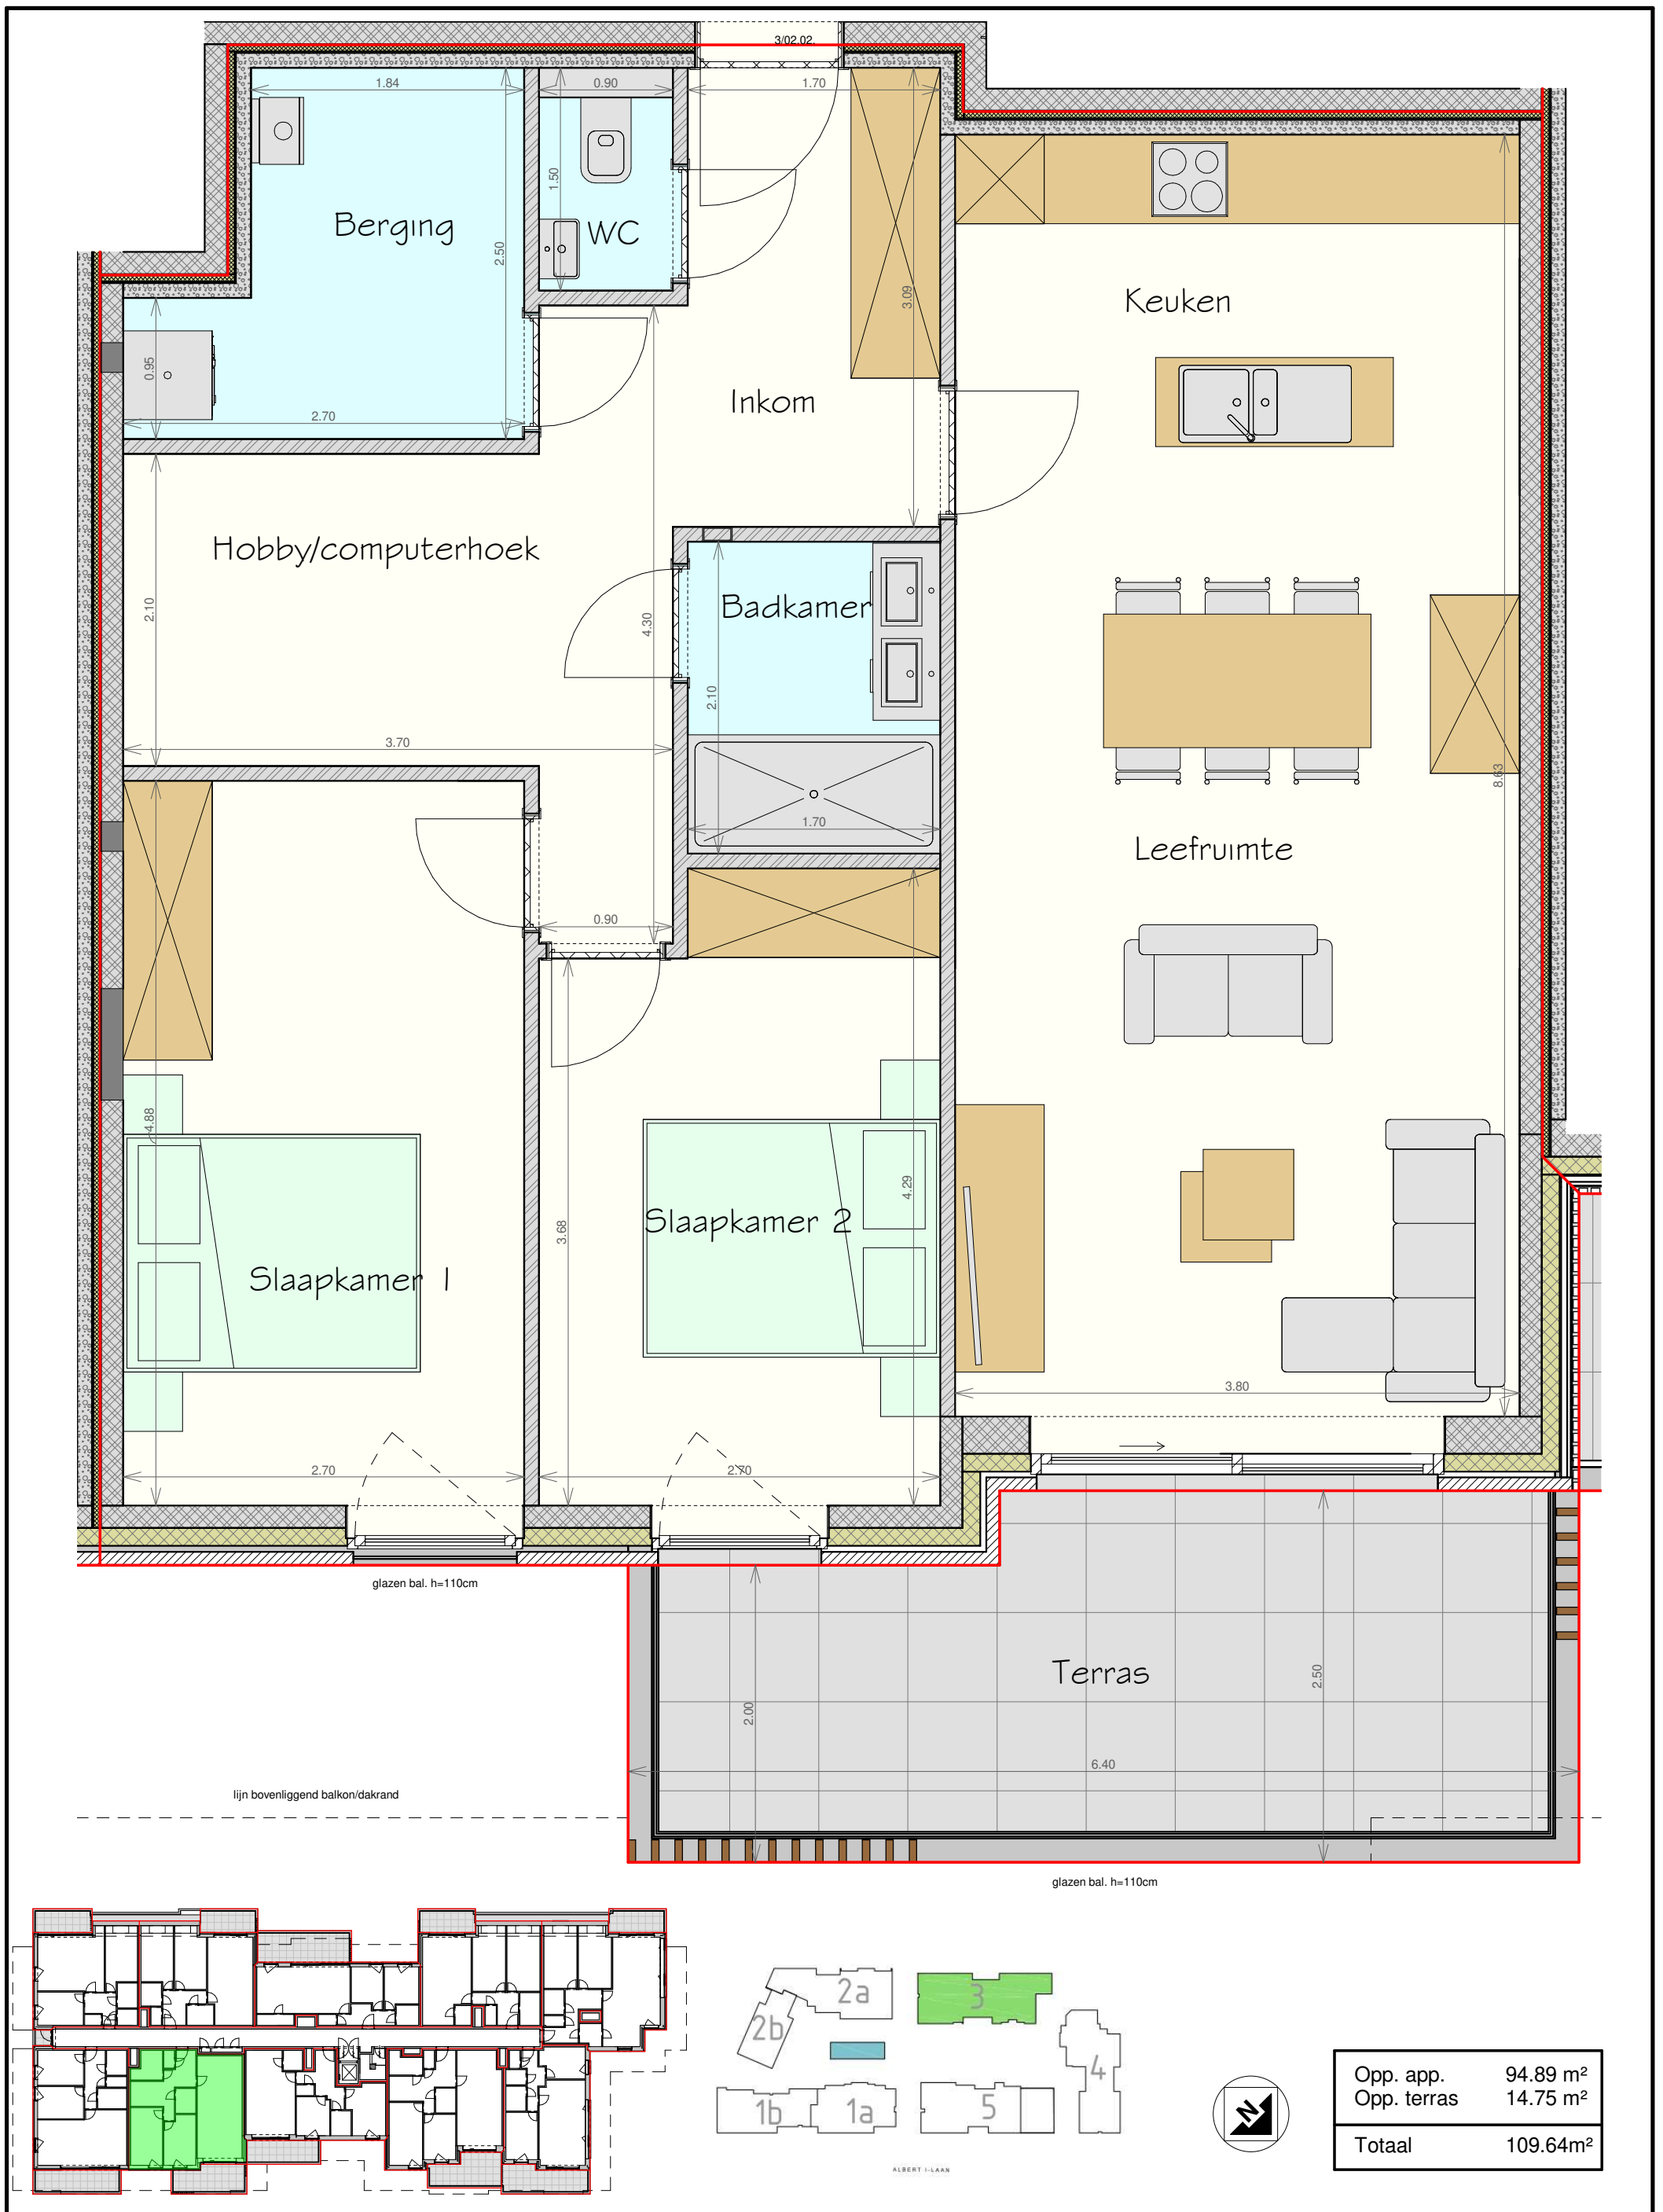 3/02.02.
1.84
0.90
1.70
Berging
2.50
1.50
WC
3.09
Keuken
0.95
2.70
Inkom
Hobby/computerhoek
2.10
4.30
Badkamer
2.10
3.70
1.70
8.63
Leefruimte
0.90
4.88
3.68
4.29
Slaapkamer 2
Slaapkamer 1
3.80
2.70
2.70
glazen bal. h=110cm
Terras
2.00
2.50
6.40
lijn bovenliggend balkon/dakrand
glazen bal. h=110cm
2a
3
2b
4
1b
1a
5
N
ALBERT I-LAAN
Opp. app. 94.89 m²
Opp. terras 14.75 m²
Totaal 109.64m²